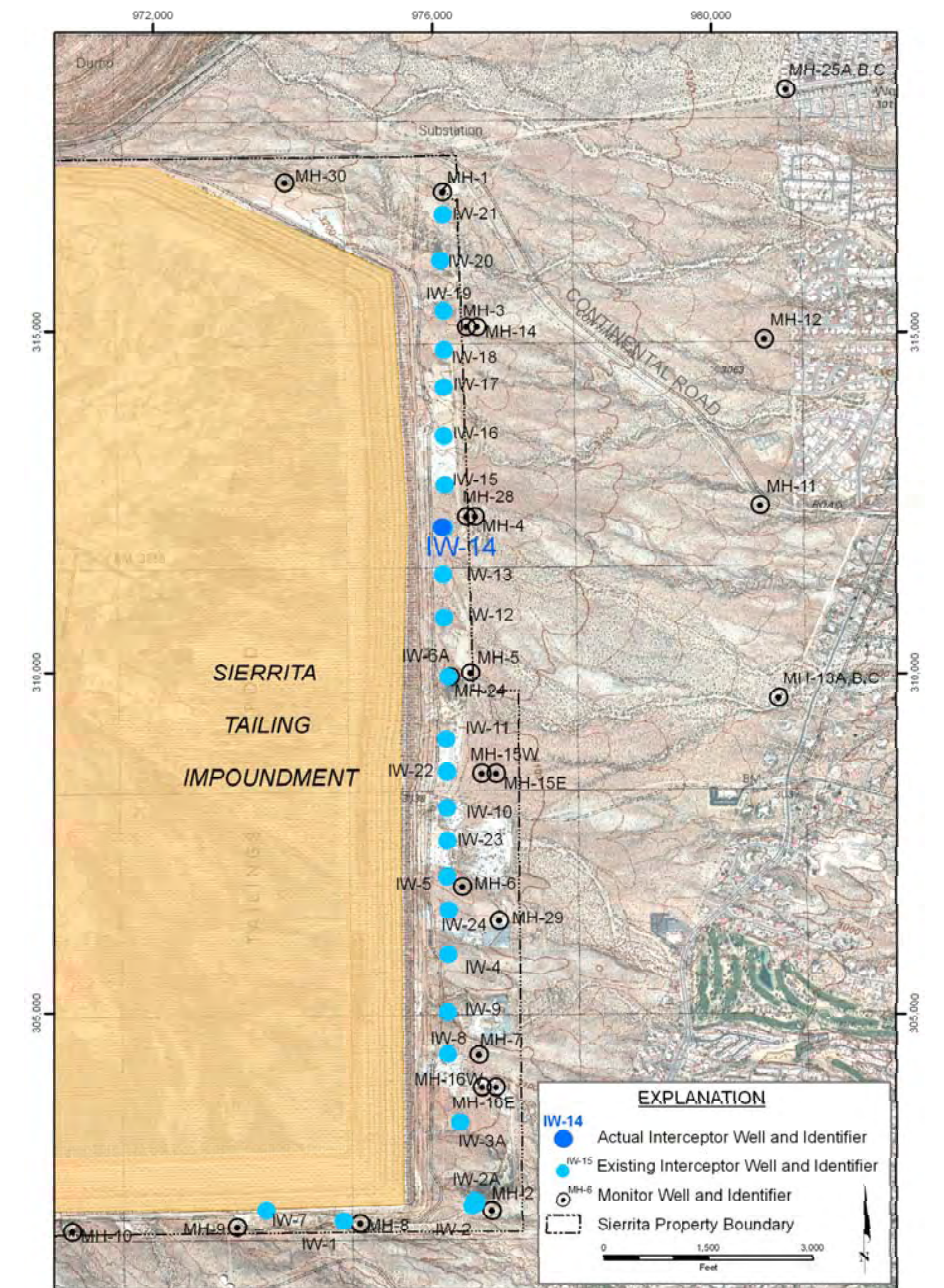 972,000
976,000
980,000
Dump
MH-25A,B,C
Substation
MH-30
MH-1
IW-21
IW-20
IW-19
MH-3
MH-14
315,000
315,000
MH-12
CONTINENTAL ROAD
IW-18
3063
IW-17
IW-16
IW-15
MH-28
MH-4
MH-11
IW-14
IW-13
IW-12
IW-6A
MH-5
MH-24
310,000
310,000
MH-13A,B,C
SIERRITA
TAILING
IMPOUNDMENT
IW-11
MH-15W
IW-22
MH-15E
BM
IW-10
IW-23
IW-5
MH-6
TAILINGS
IW-24
MH-29
IW-4
305,000
305,000
IW-9
IW-8
MH-7
MH-16W
MH-16E
IW-3A
IW-2A
MH-2
MH-10
MH-9
IW-7
IW-1
MH-8
IW-2
EXPLANATION
IW-14
Actual Interceptor Well and Identifier
IW-15 Existing Interceptor Well and Identifier
MH-6 Monitor Well and Identifier
Sierrita Property Boundary
0 1,500 3,000
Feet
N